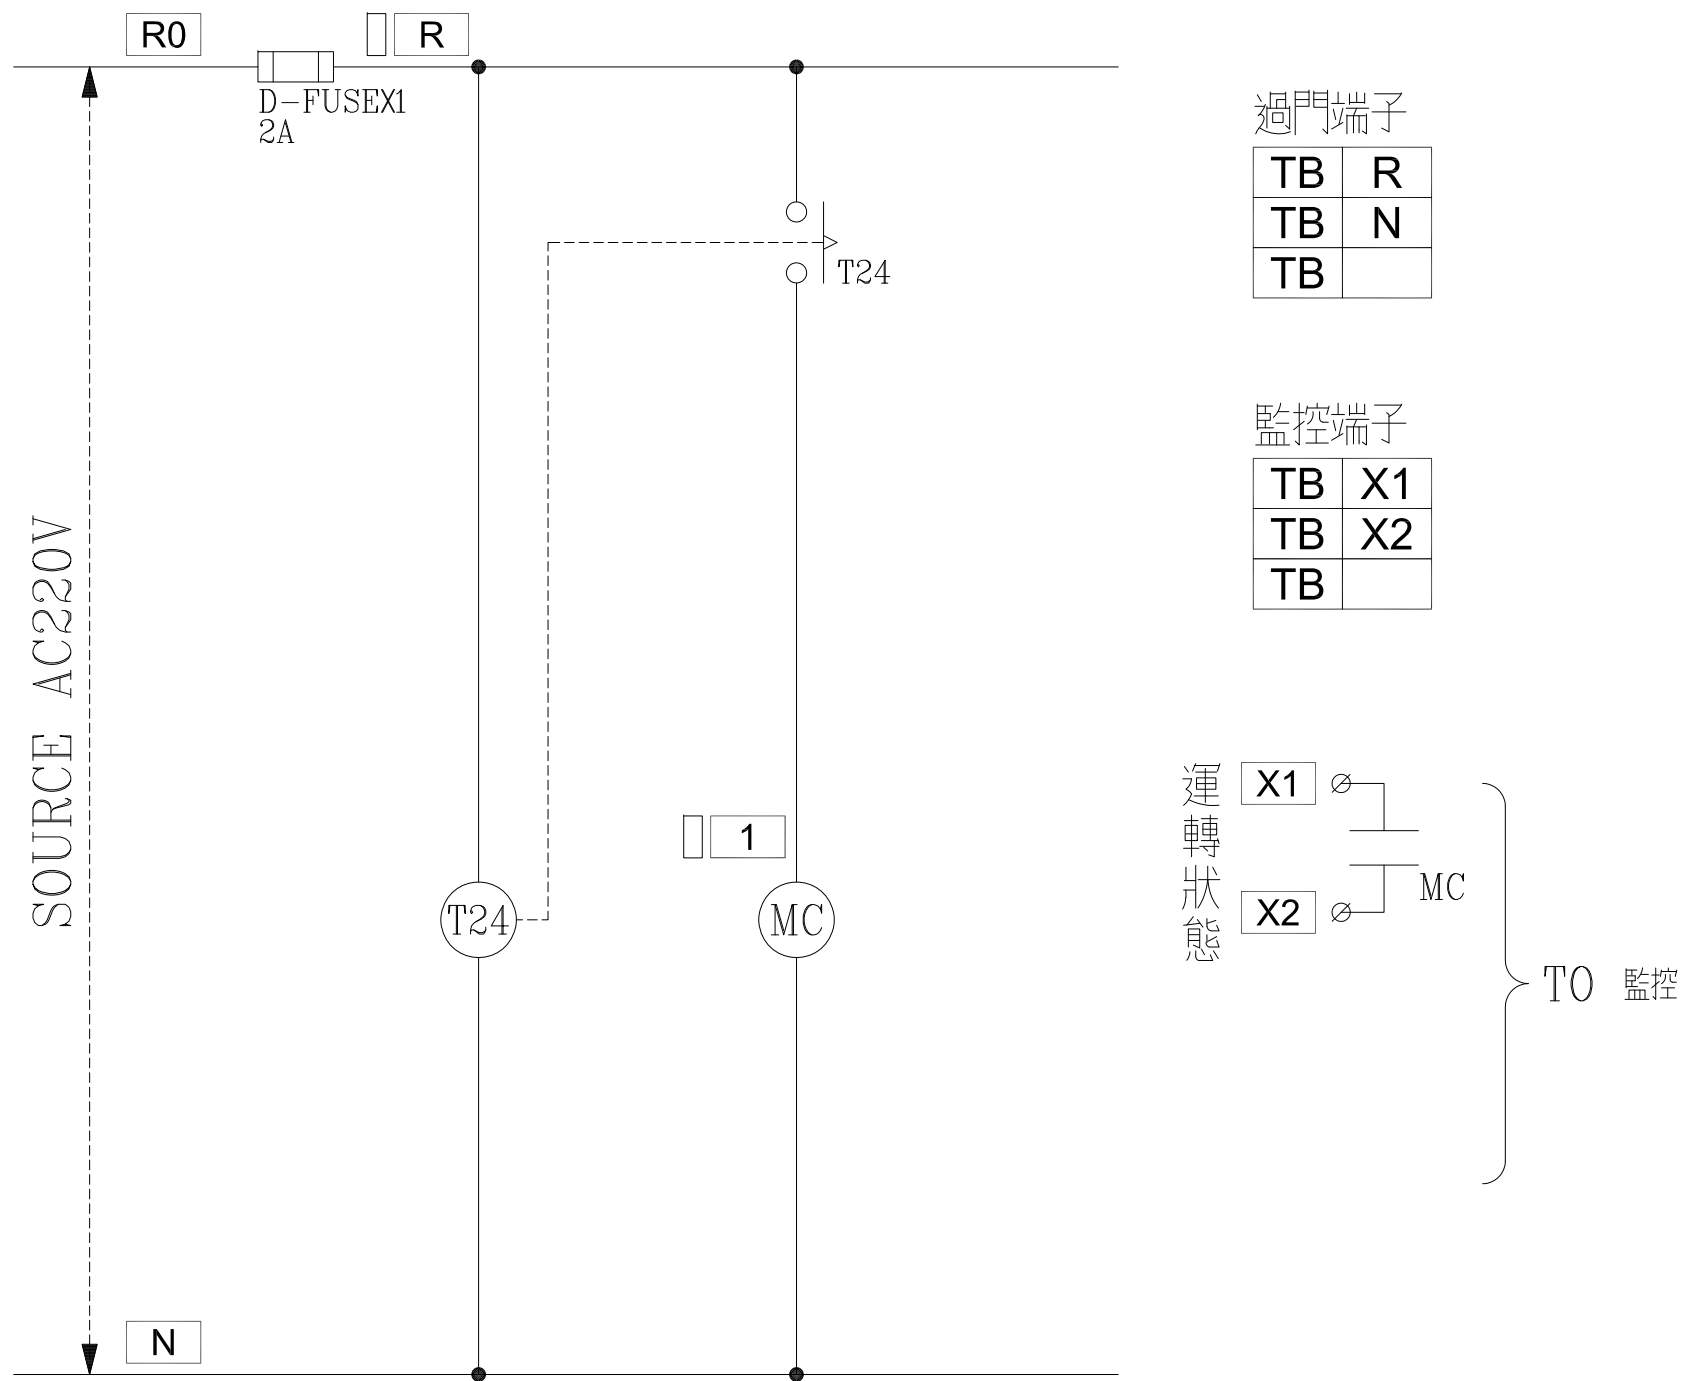 R0
R
D-FUSEX1
2A
T24
SOURCE AC220V
1
T24
MC
N
過門端子
TB R
TB N
TB
監控端子
TB X1
TB X2
TB
運轉狀態
X1
X2
MC
TO 監控